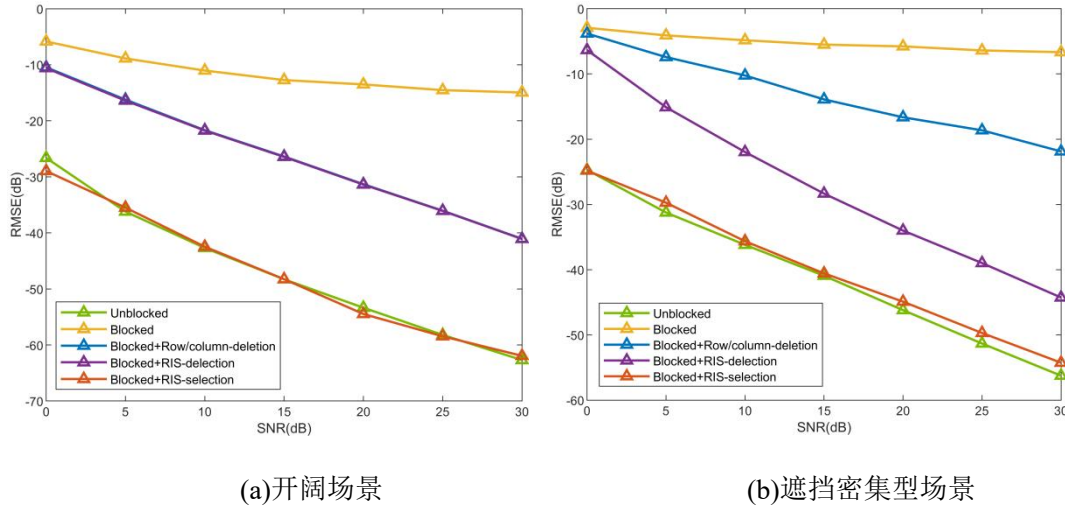 0
-10
-20
-30
-40
-50
-60
-70
RMSE(dB)
0 5 10 15 20 25 30
SNR(dB)
Unblocked
Blocked
Blocked+Row/column-deletion
Blocked+RIS-delection
Blocked+RIS-selection
(a)开阔场景
0
-10
-20
-30
-40
-50
-60
RMSE(dB)
0 5 10 15 20 25 30
SNR(dB)
Unblocked
Blocked
Blocked+Row/column-deletion
Blocked+RIS-delection
Blocked+RIS-selection
(b)遮挡密集型场景